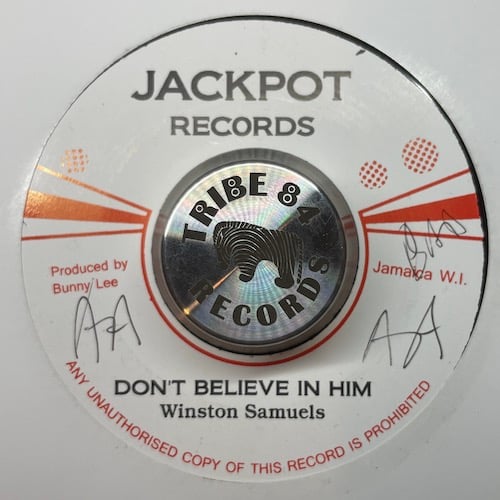 JACKPOT
RECORDS
TRIBE 84
RECORDS
Produced by
Bunny Lee
Jamaica W.I.
DON'T BELIEVE IN HIM
Winston Samuels
ANY UNAUTHORISED COPY OF THIS RECORD IS PROHIBITED